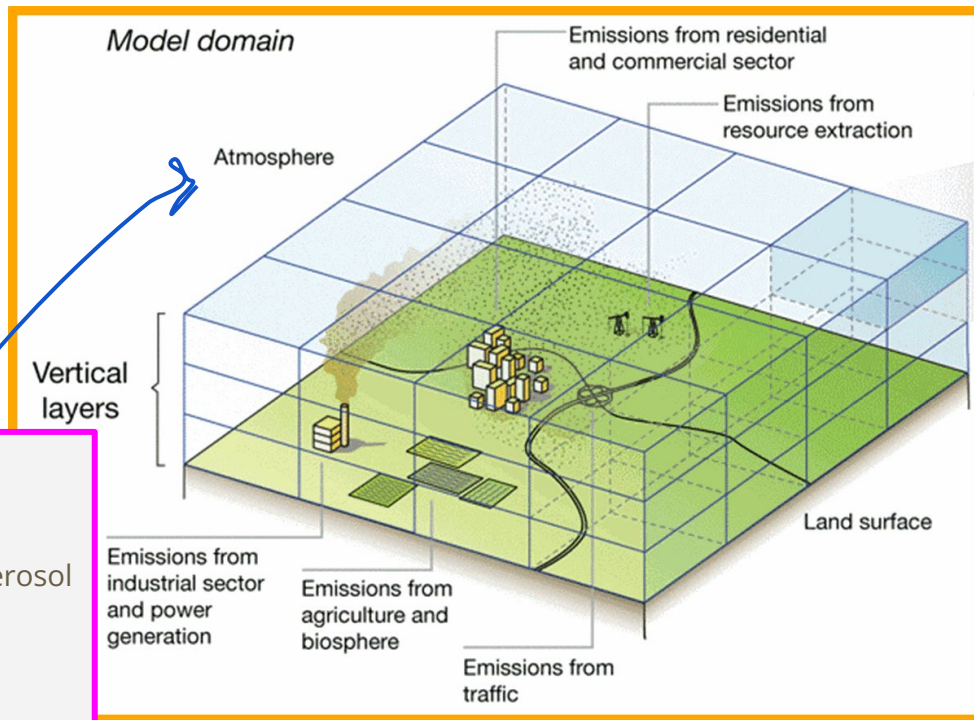 Model domain
Emissions from residential
and commercial sector
Emissions from
resource extraction
Atmosphere
Vertical
layers
Land surface
Emissions from
industrial sector
and power
generation
Emissions from
agriculture and
biosphere
Emissions from
traffic